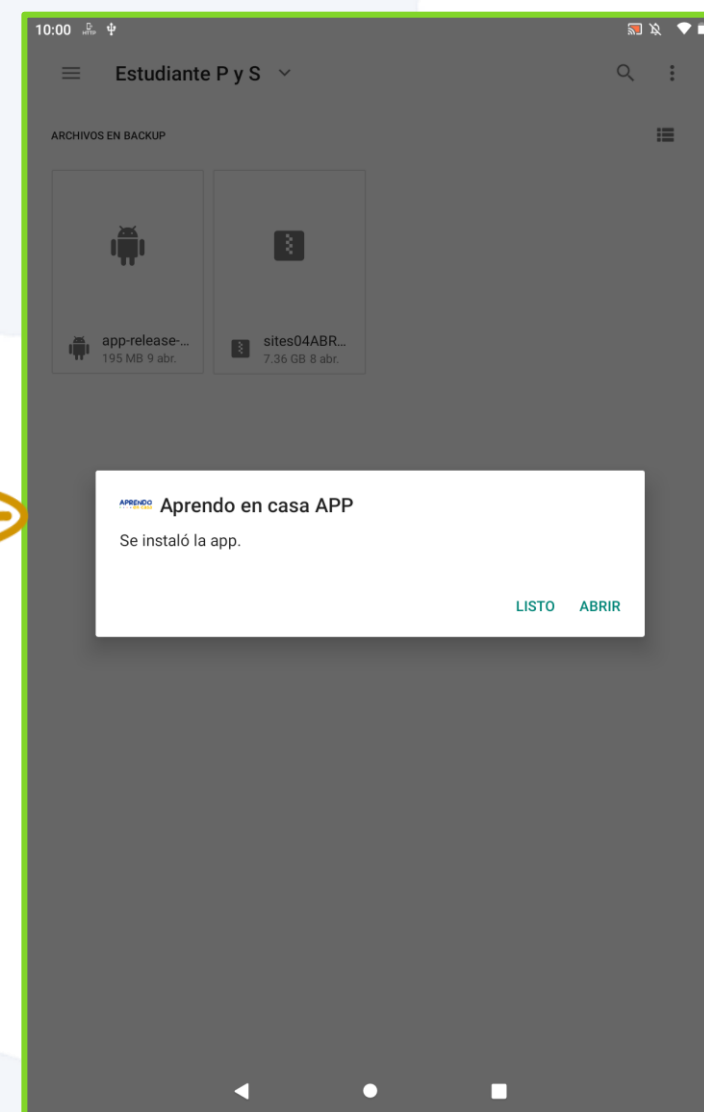 10:00
Estudiante P y S
ARCHIVOS EN BACKUP
app-release-...
195 MB 9 abr.
sites04ABR...
7.36 GB 8 abr.
APRENDO
Aprendo en casa APP
Se instaló la app.
LISTO ABRIR